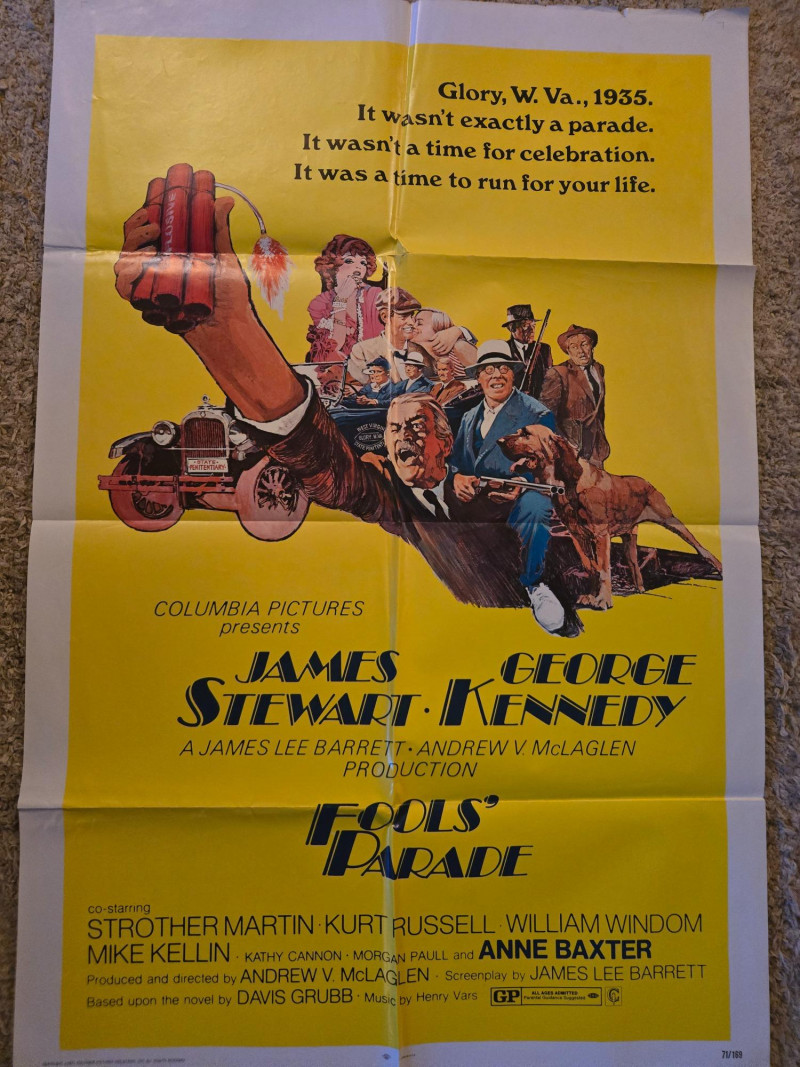 Glory, W. Va., 1935.
It wasn't exactly a parade.
It wasn't a time for celebration.
It was a time to run for your life.
STATE
PENITENTIARY
COLUMBIA PICTURES
presents
JAMES STEWART · GEORGE KENNEDY
A JAMES LEE BARRETT · ANDREW V. McLAGLEN
PRODUCTION
FOOLS'
PARADE
co-starring
STROTHER MARTIN · KURT RUSSELL · WILLIAM WINDOM
MIKE KELLIN · KATHY CANNON · MORGAN PAULL and ANNE BAXTER
Produced and directed by ANDREW V. McLAGLEN · Screenplay by JAMES LEE BARRETT
Based upon the novel by DAVIS GRUBB · Music by Henry Vars
GP ALL AGES ADMITTED
Parental Guidance Suggested
71/169